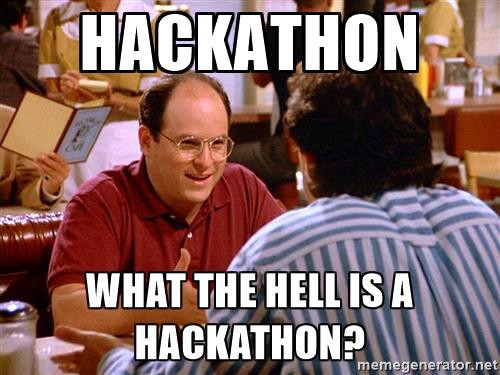 HACKATHON
WHAT THE HELL IS A
HACKATHON?
memegenerator.net